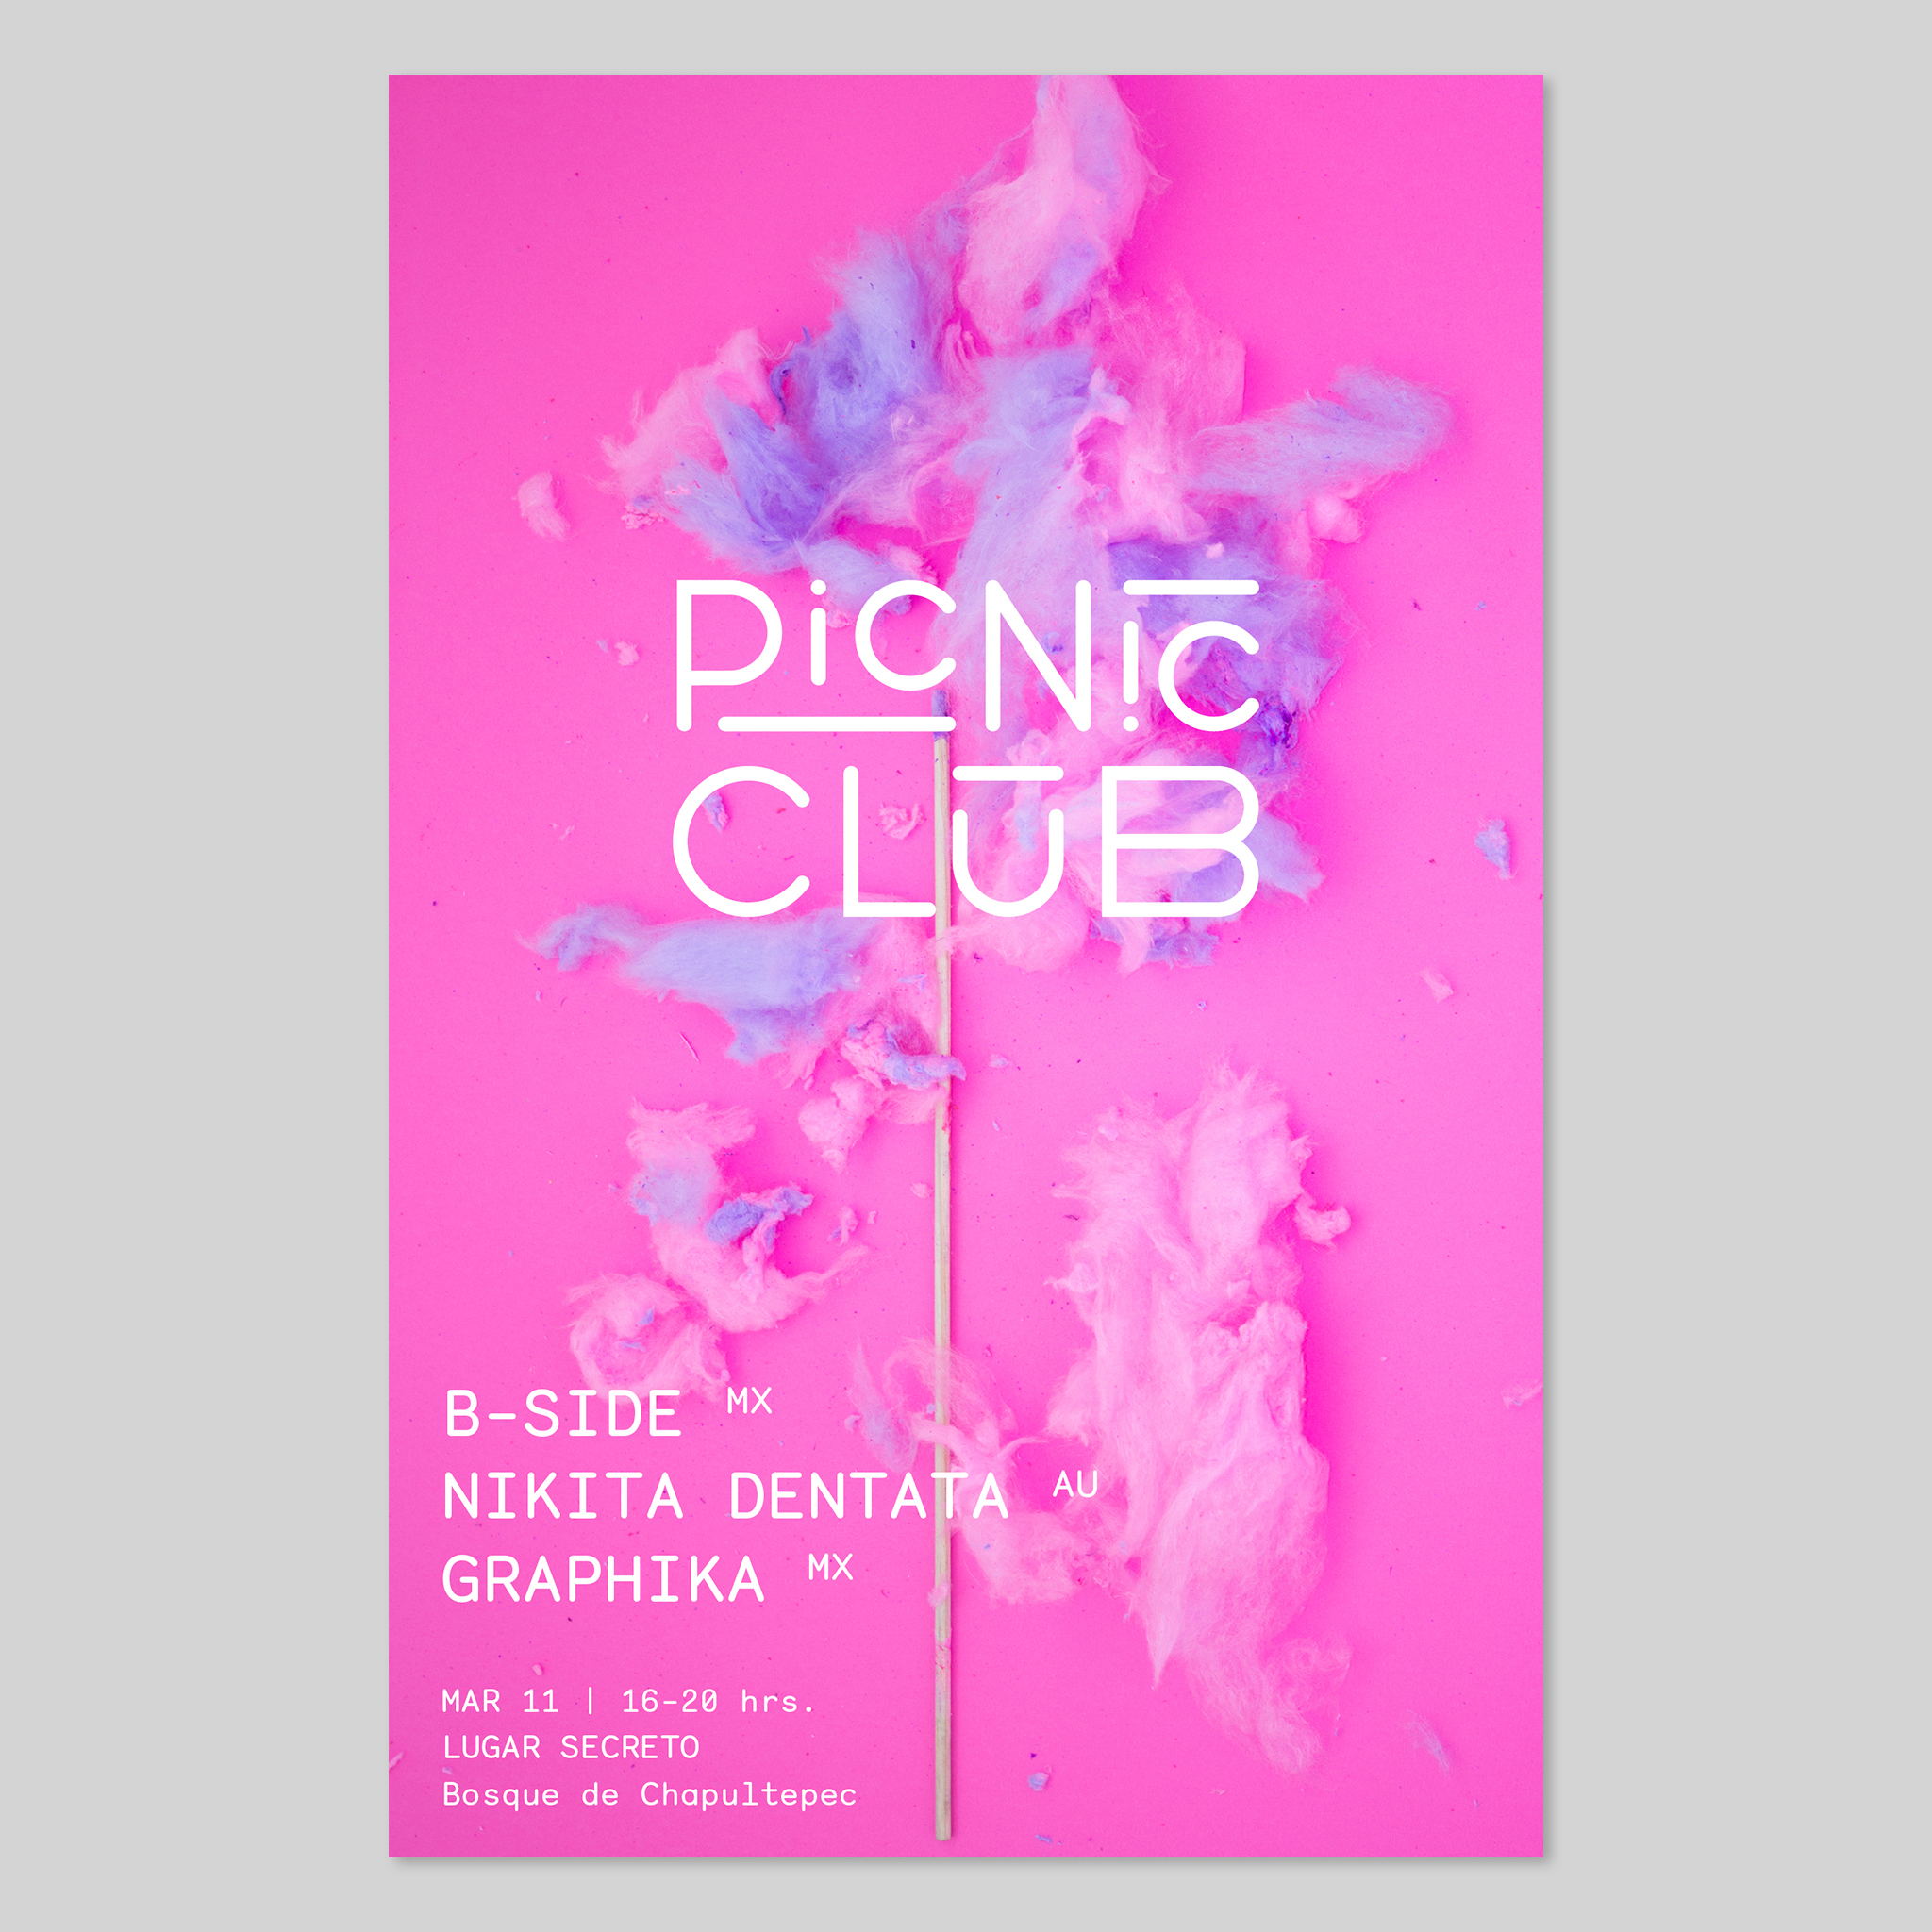 PiCNiC
CLUB
B-SIDE MX
NIKITA DENTATA AU
GRAPHIKA MX
MAR 11 | 16-20 hrs.
LUGAR SECRETO
Bosque de Chapultepec